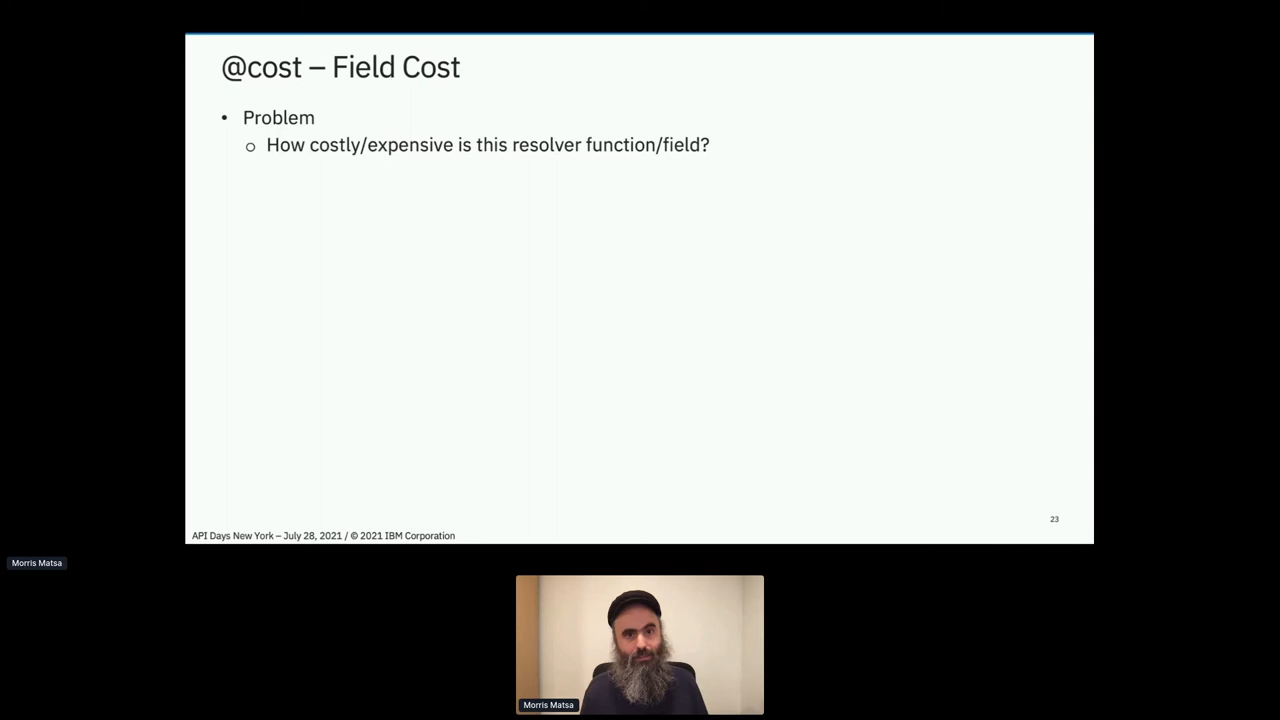 @cost – Field Cost
• Problem
o How costly/expensive is this resolver function/field?
23
API Days New York – July 28, 2021 / © 2021 IBM Corporation
Morris Matsa
Morris Matsa